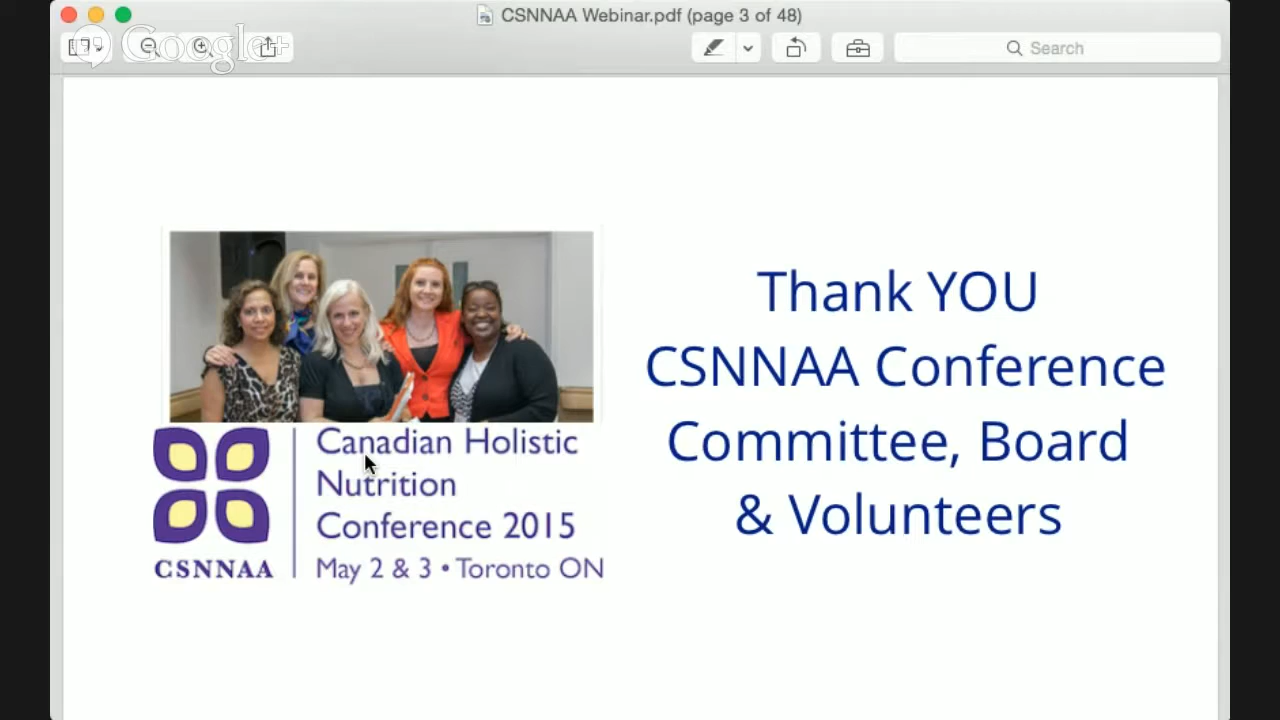 CSNNAA Webinar.pdf (page 3 of 48)
Google+
Search
Thank YOU
CSNNAA Conference
Committee, Board
& Volunteers
Canadian Holistic
Nutrition
Conference 2015
May 2 & 3 • Toronto ON
CSNNAA